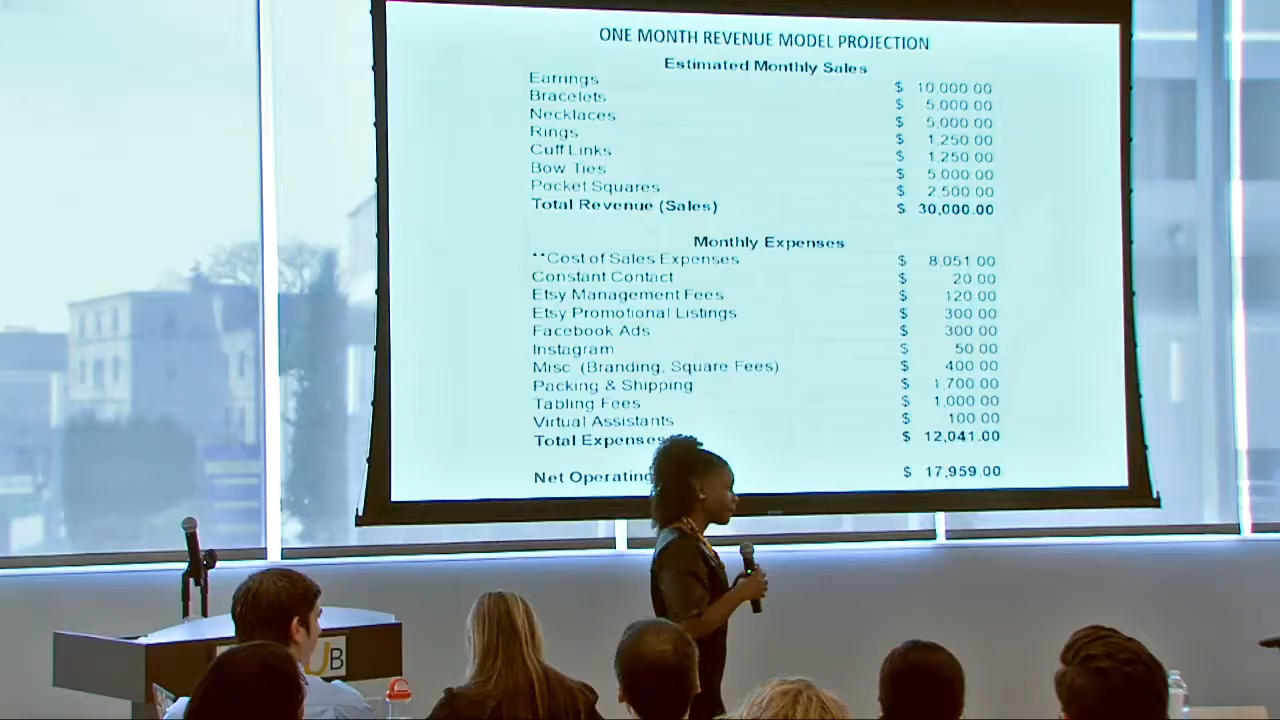 ONE MONTH REVENUE MODEL PROJECTION
Estimated Monthly Sales
Earrings $ 10,000.00
Bracelets $ 5,000.00
Necklaces $ 5,000.00
Rings $ 1,250.00
Cuff Links $ 1,250.00
Bow Ties $ 5,000.00
Pocket Squares $ 2,500.00
Total Revenue (Sales) $ 30,000.00
Monthly Expenses
**Cost of Sales Expenses $ 8,051.00
Constant Contact $ 20.00
Etsy Management Fees $ 120.00
Etsy Promotional Listings $ 300.00
Facebook Ads $ 300.00
Instagram $ 50.00
Misc (Branding, Square Fees) $ 400.00
Packing & Shipping $ 1,700.00
Tabling Fees $ 1,000.00
Virtual Assistants $ 100.00
Total Expenses $ 12,041.00
Net Operating $ 17,959.00
UB